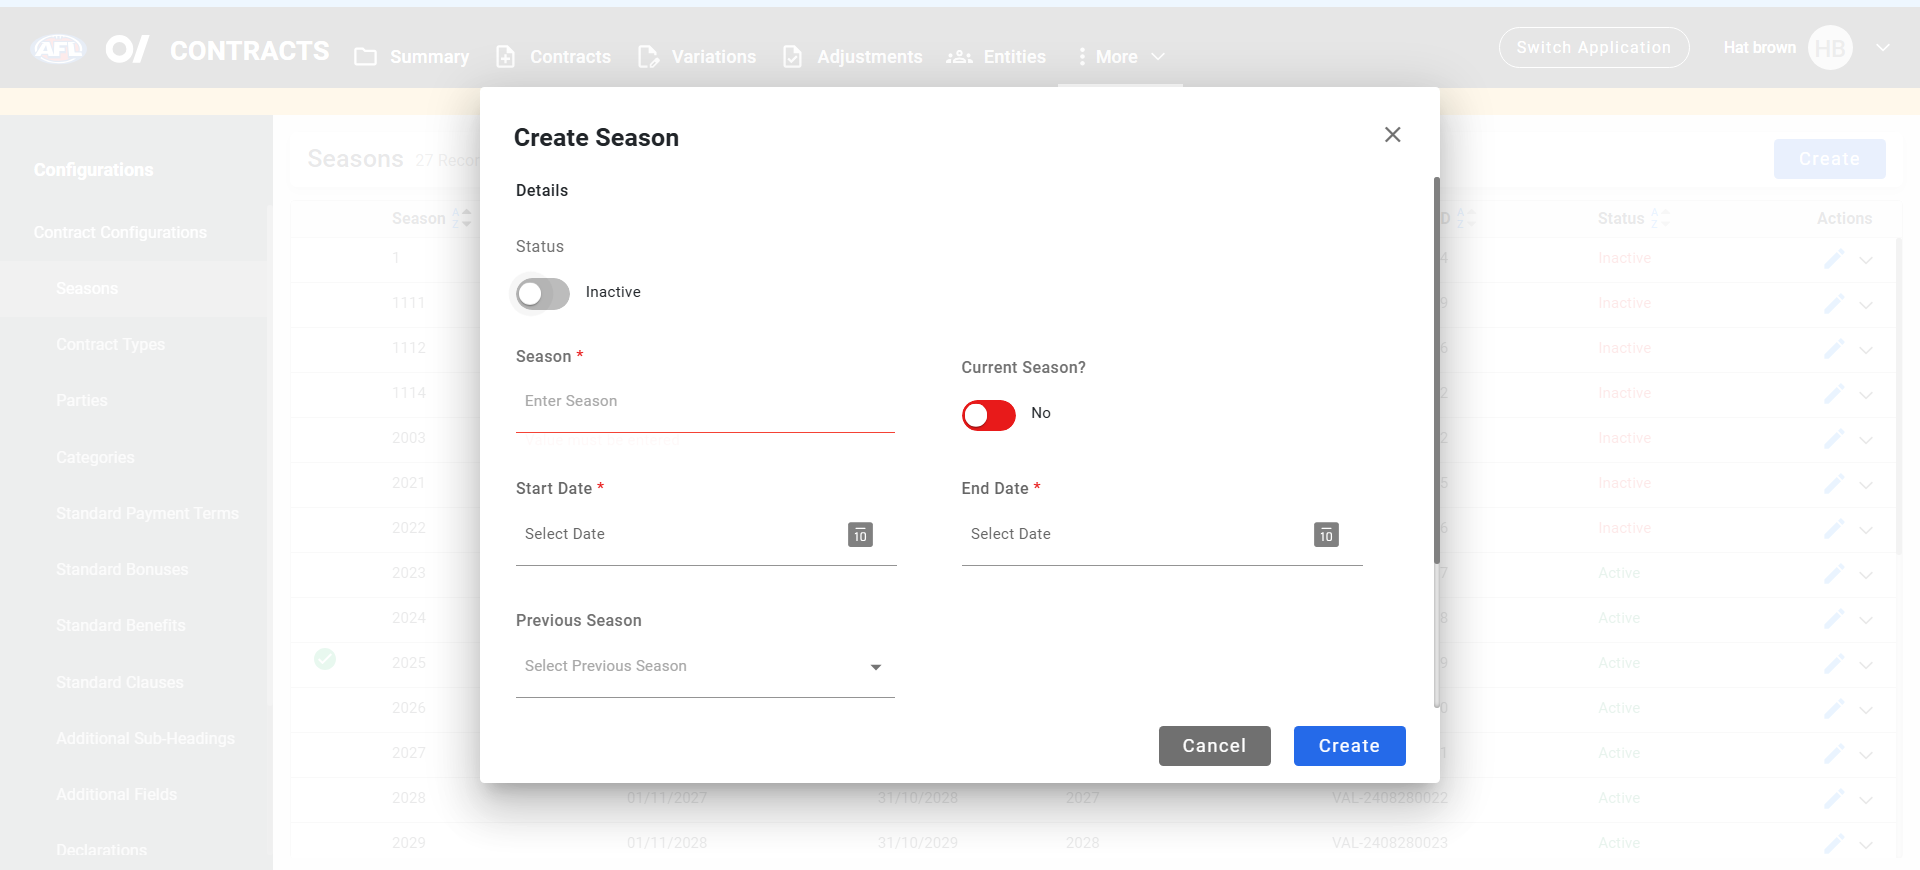 AFL CONTRACTS Summary Contracts Variations Adjustments Entities More Switch Application Hat brown HB
Configurations
Contract Configurations
Seasons
Contract Types
Parties
Categories
Standard Payment Terms
Standard Bonuses
Standard Benefits
Standard Clauses
Additional Sub-Headings
Additional Fields
Declarations
Seasons 27 Recor
Create
Season Status Actions
1 4 Inactive
1111 9 Inactive
1112 6 Inactive
1114 2 Inactive
2003 2 Inactive
2021 5 Inactive
2022 6 Inactive
2023 7 Active
2024 8 Active
2025 9 Active
2026 0 Active
2027 1 Active
2028 01/11/2027 31/10/2028 2027 VAL-2408280022 Active
2029 01/11/2028 31/10/2029 2028 VAL-2408280023 Active
Create Season
Details
Status
Inactive
Season *
Enter Season
Current Season?
No
Start Date *
Select Date
10
End Date *
Select Date
10
Previous Season
Select Previous Season
Cancel Create